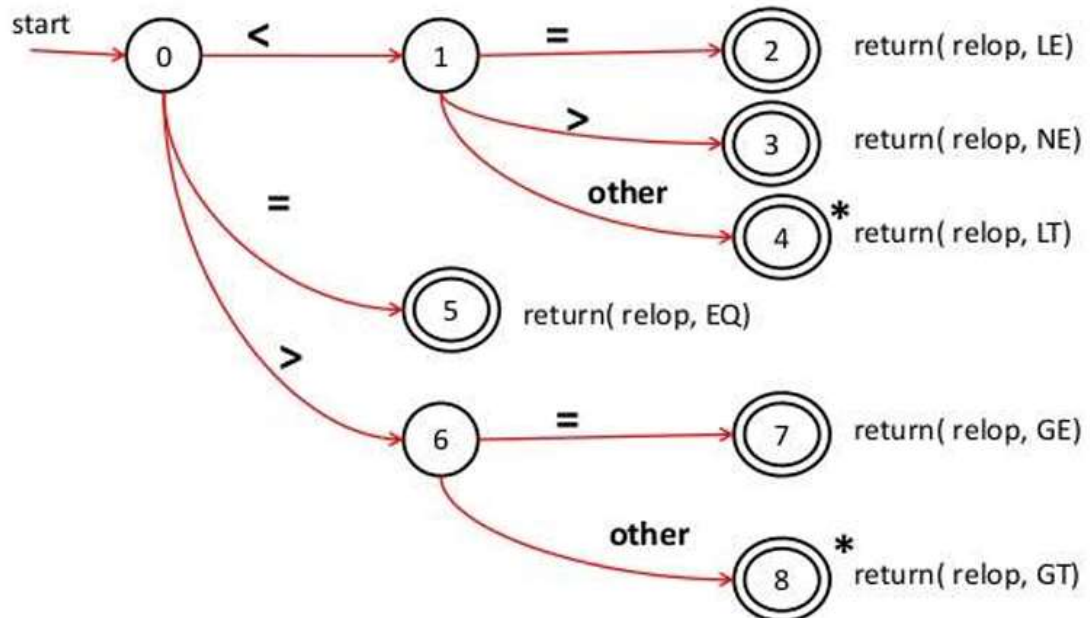 start
0
<
1
=
2
return( relop, LE)
>
3
return( relop, NE)
other
4
*
return( relop, LT)
=
5
return( relop, EQ)
>
6
=
7
return( relop, GE)
other
8
*
return( relop, GT)